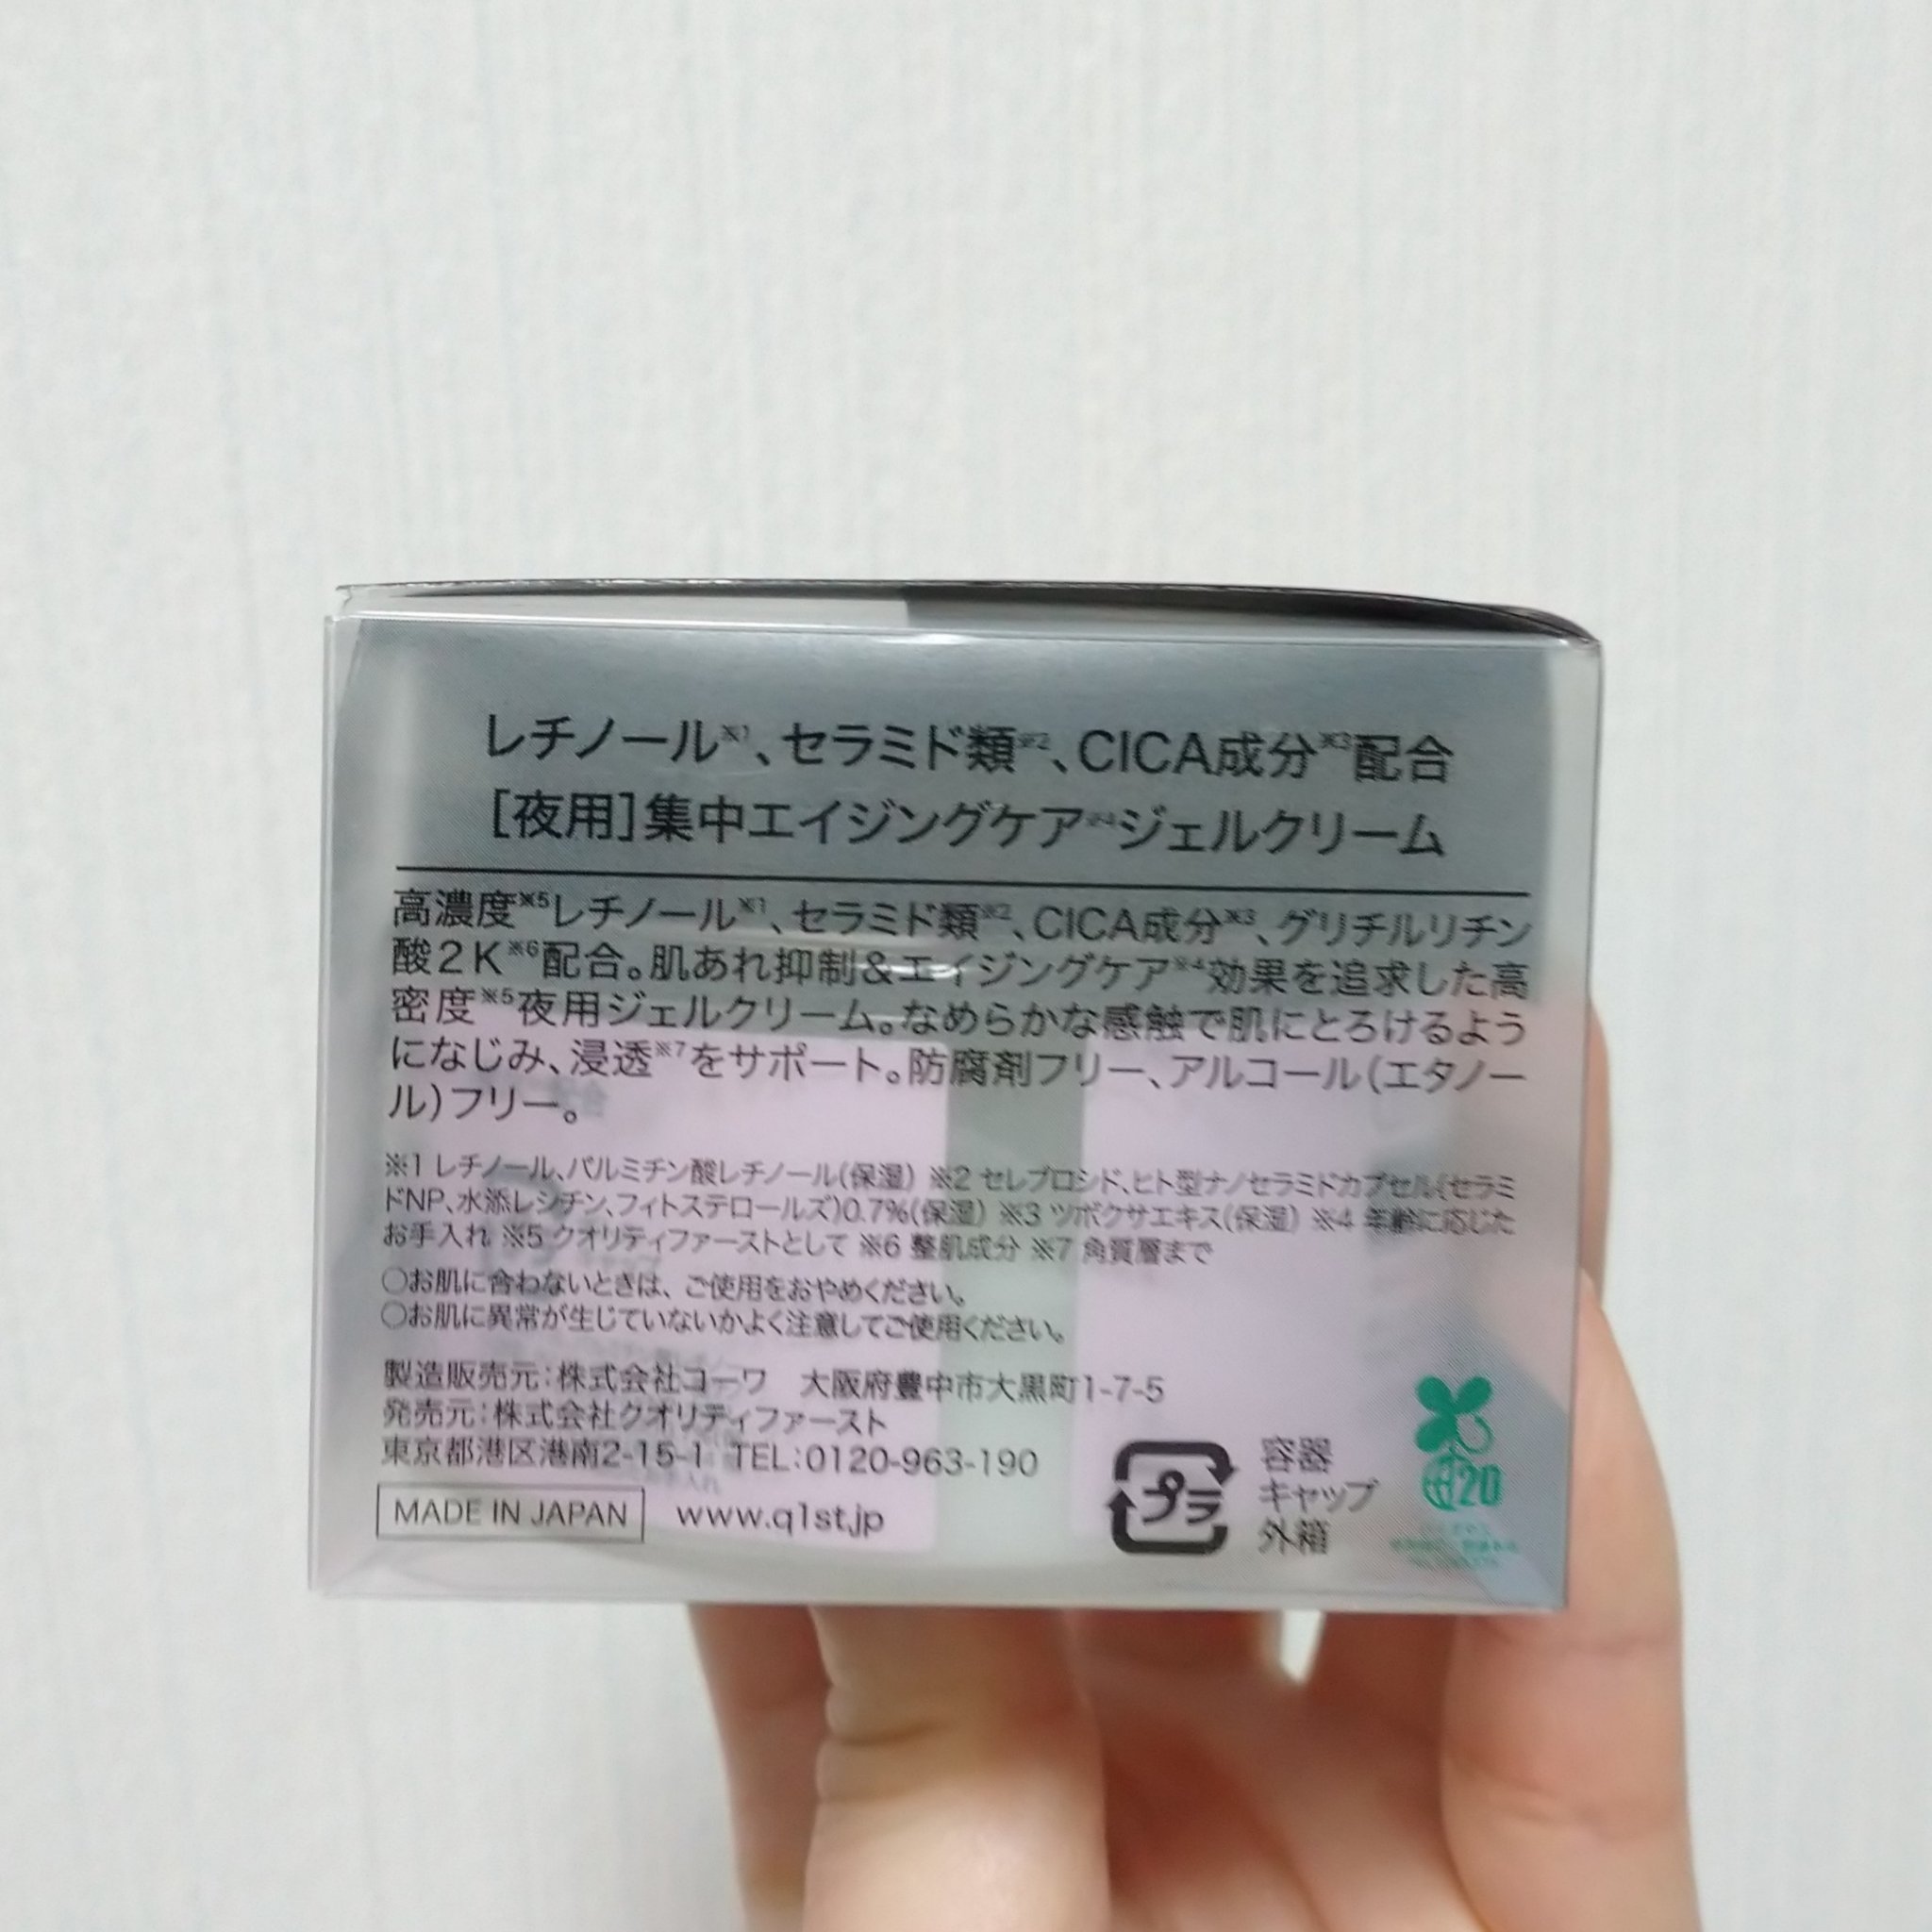 レチノール※1、セラミド類※2、CICA成分※3配合
[夜用]集中エイジングケア※4ジェルクリーム
高濃度※5レチノール※1、セラミド類※2、CICA成分※3、グリチルリチン
酸2K※6配合。肌あれ抑制&エイジングケア※4効果を追求した高
密度※5夜用ジェルクリーム。なめらかな感触で肌にとろけるよう
になじみ、浸透※7をサポート。防腐剤フリー、アルコール(エタノー
ル)フリー。
※1 レチノール、パルミチン酸レチノール(保湿) ※2 セレブロシド、ヒト型ナノセラミドカプセル(セラミ
ドNP、水添レシチン、フィトステロールズ)0.7%(保湿) ※3 ツボクサエキス(保湿) ※4 年齢に応じた
お手入れ ※5 クオリティファーストとして ※6 整肌成分 ※7 角質層まで
○お肌に合わないときは、ご使用をおやめください。
○お肌に異常が生じていないかよく注意してご使用ください。
製造販売元:株式会社コーワ 大阪府豊中市大黒町1-7-5
発売元:株式会社クオリティファースト
東京都港区港南2-15-1 TEL:0120-963-190
MADE IN JAPAN www.q1st.jp
プラ
容器
キャップ
外箱
20